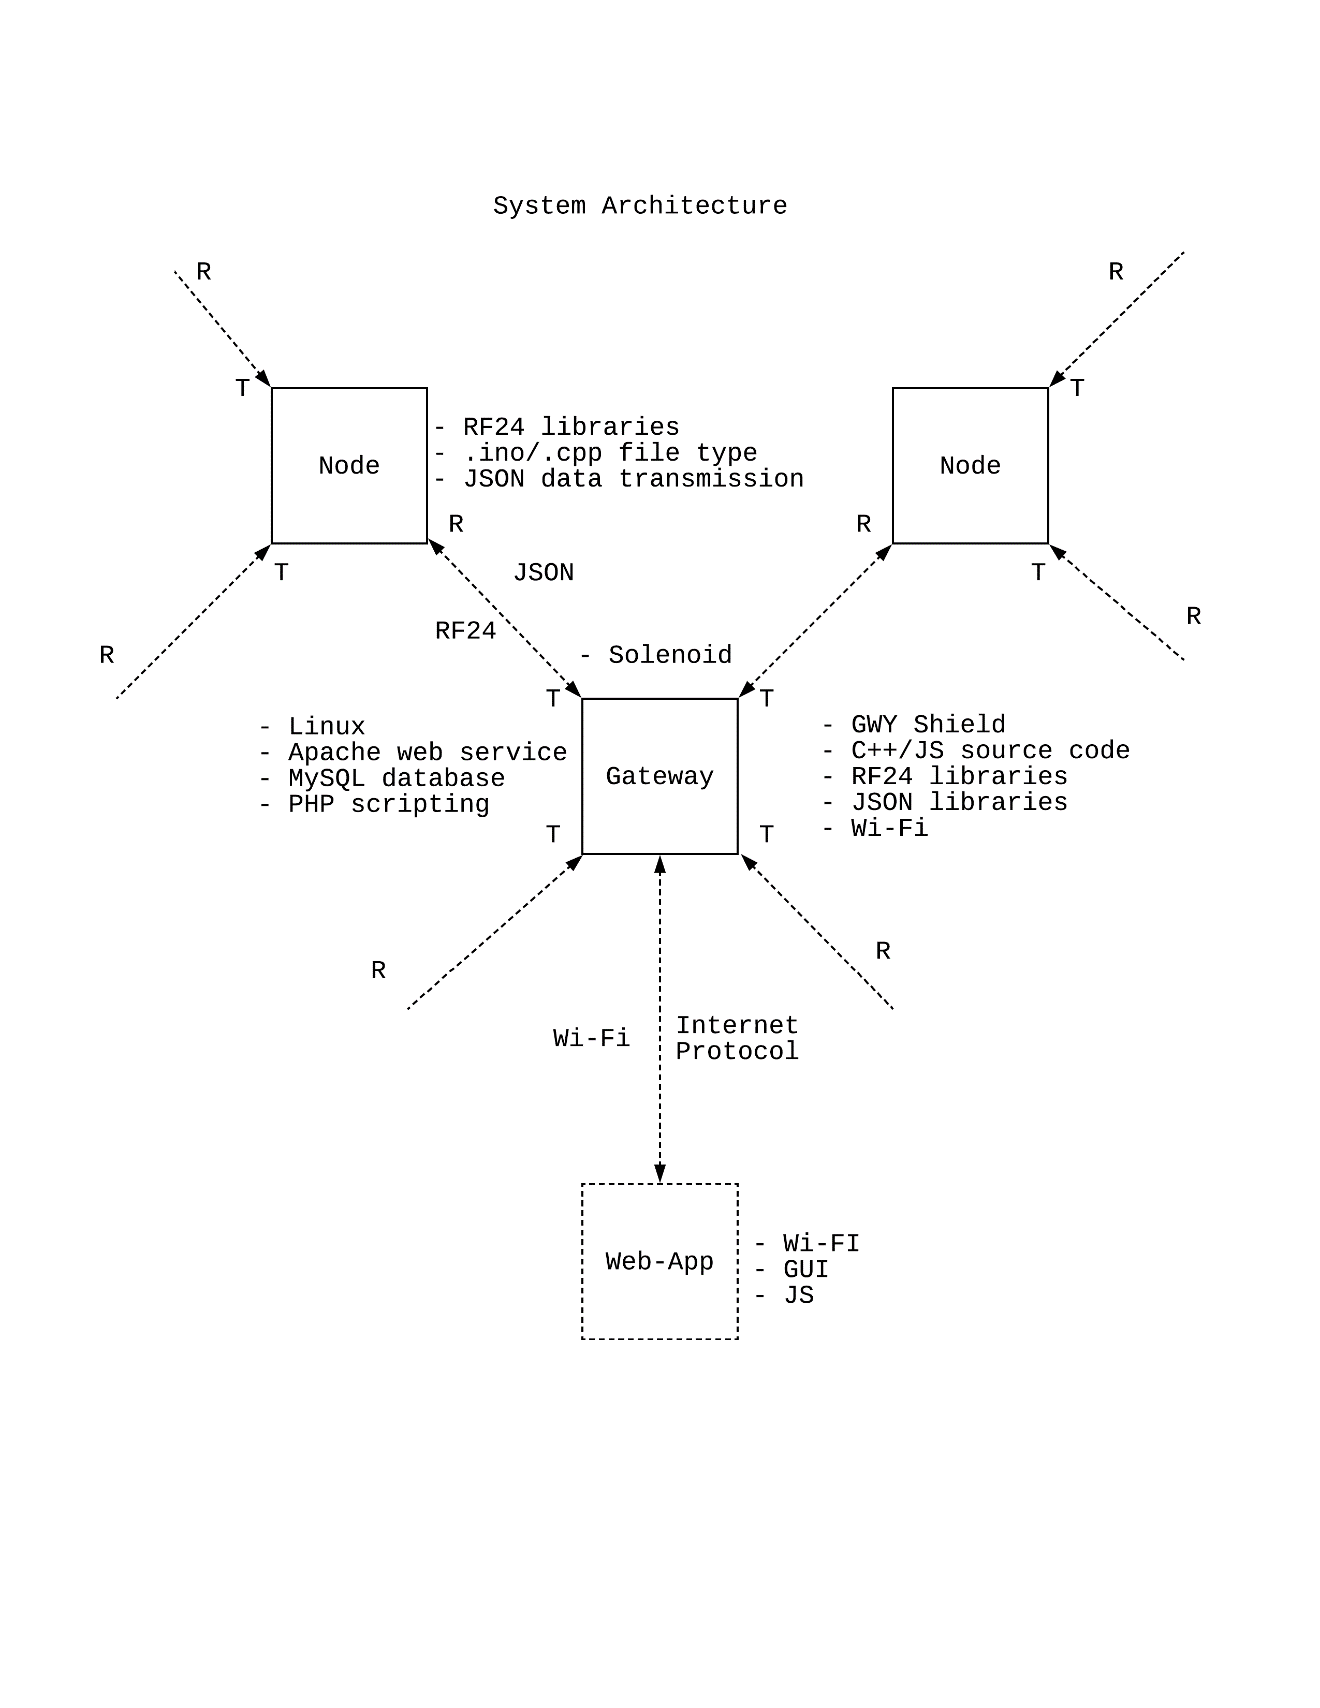 System Architecture
R
R
T
T
- RF24 libraries
- .ino/.cpp file type
- JSON data transmission
Node
Node
R
R
T
JSON
T
R
RF24
R
- Solenoid
T
T
- Linux
- Apache web service
- MySQL database
- PHP scripting
Gateway
- GWY Shield
- C++/JS source code
- RF24 libraries
- JSON libraries
- Wi-Fi
T
T
R
R
Wi-Fi
Internet
Protocol
Web-App
- Wi-FI
- GUI
- JS